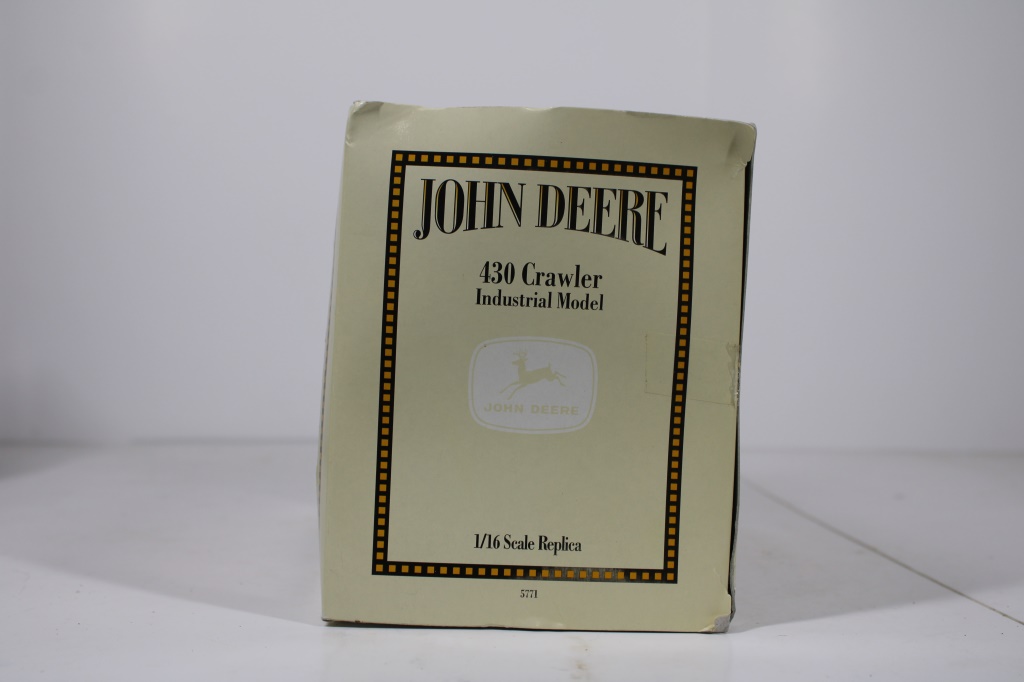 JOHN DEERE
430 Crawler
Industrial Model
JOHN DEERE
1/16 Scale Replica
5771